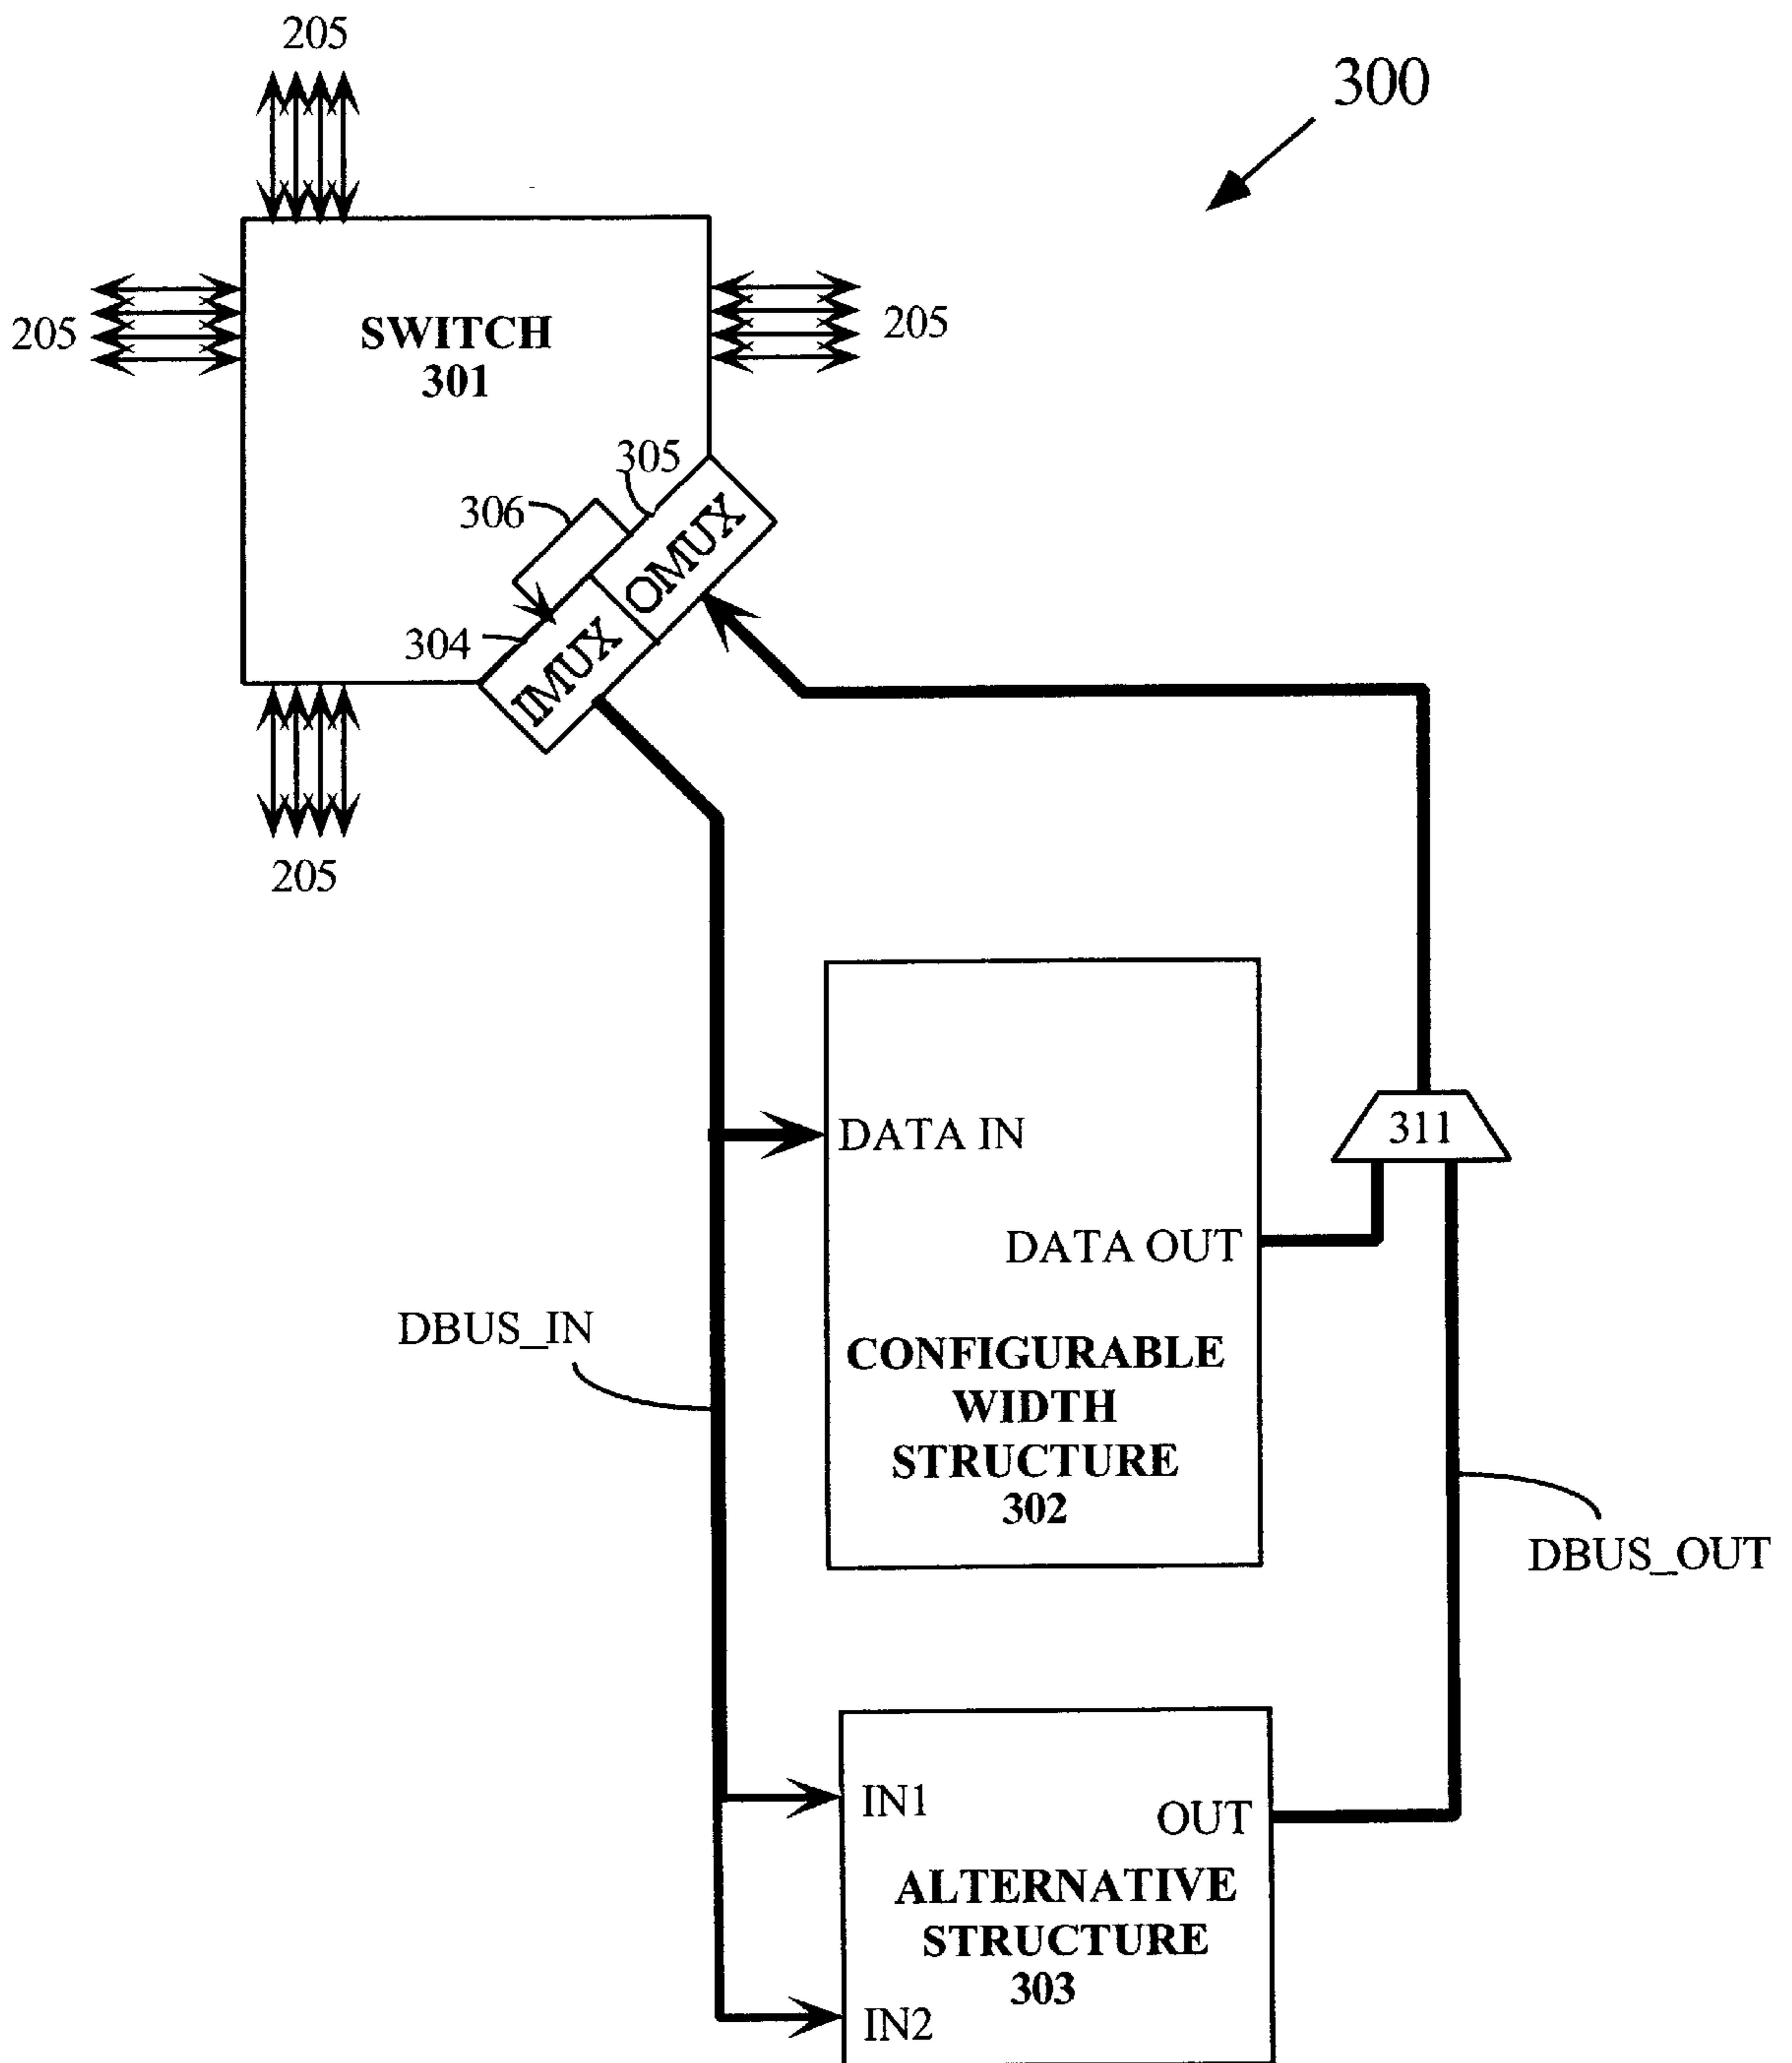 205
300
205
SWITCH
301
205
305
306
OMUX
304
IMUX
205
311
DATA IN
DATA OUT
DBUS_IN
CONFIGURABLE
WIDTH
STRUCTURE
302
DBUS_OUT
IN1
OUT
ALTERNATIVE
STRUCTURE
303
IN2